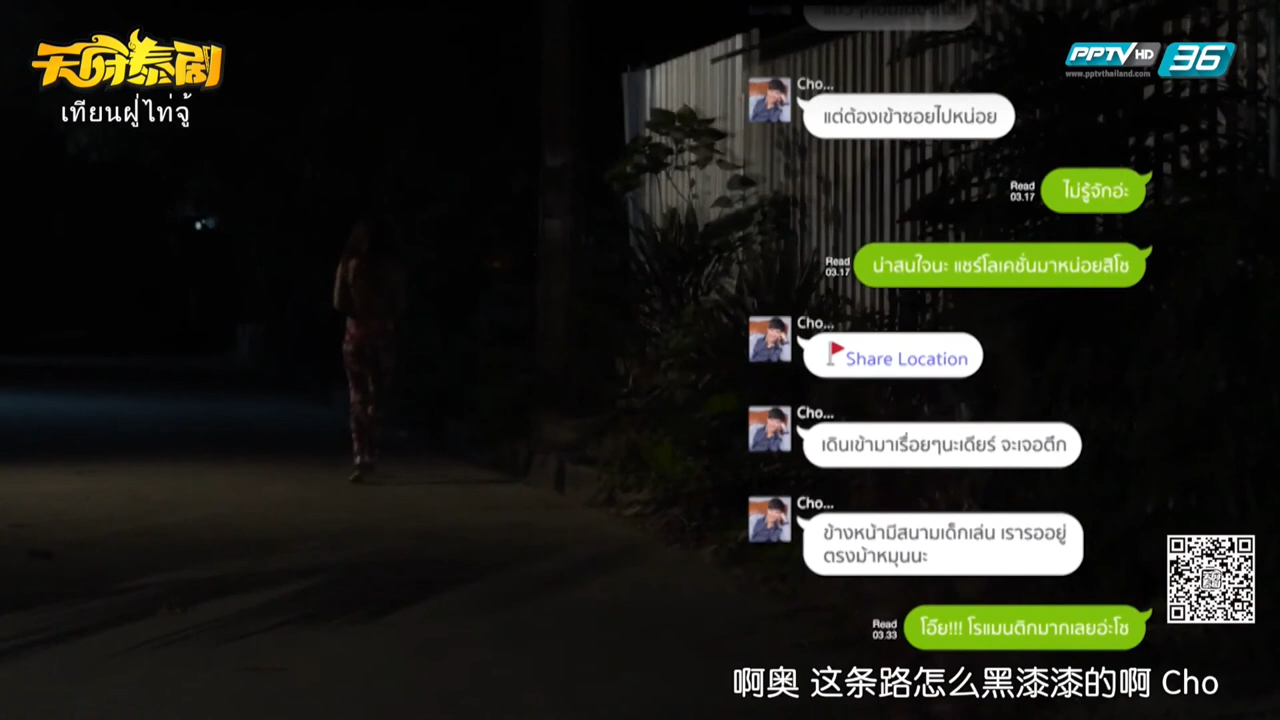 天府泰剧
เทียนฝู่ไท่จู้
PPTV HD 36
www.pptvthailand.com
Cho...
แต่ต้องเข้าซอยไปหน่อย
Read
03.17
ไม่รู้จักอ่ะ
Read
03.17
น่าสนใจนะ แชร์โลเคชั่นมาหน่อยสิโช
Cho...
Share Location
Cho...
เดินเข้ามาเรื่อยๆนะเดียร์ จะเจอตึก
Cho...
ข้างหน้ามีสนามเด็กเล่น เรารออยู่
ตรงม้าหมุนนะ
Read
03.33
โอ๊ย!!! โรแมนติกมากเลยอ่ะโช
啊奥 这条路怎么黑漆漆的啊 Cho